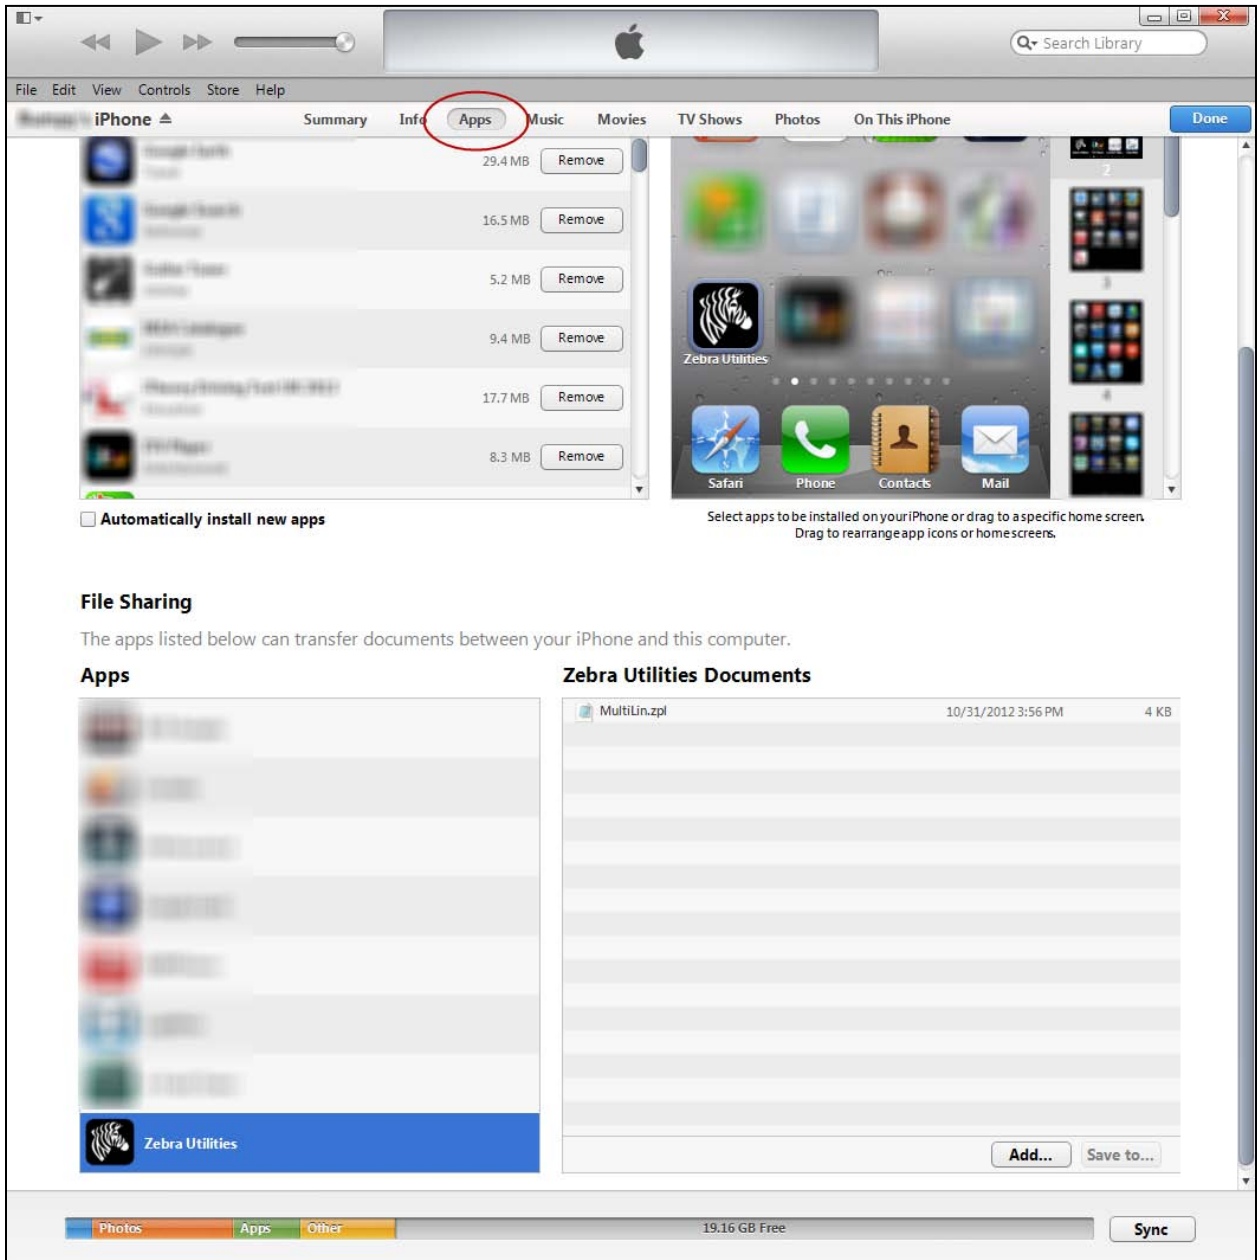 Search Library
File Edit View Controls Store Help
iPhone Summary Info Apps Music Movies TV Shows Photos On This iPhone Done
29.4 MB Remove
16.5 MB Remove
5.2 MB Remove
9.4 MB Remove
17.7 MB Remove
8.3 MB Remove
2
3
4
Zebra Utilities
Safari Phone Contacts Mail
Automatically install new apps
Select apps to be installed on your iPhone or drag to a specific home screen.
Drag to rearrange app icons or home screens.
File Sharing
The apps listed below can transfer documents between your iPhone and this computer.
Apps
Zebra Utilities
Zebra Utilities Documents
MultiLin.zpl 10/31/2012 3:56 PM 4 KB
Add... Save to...
Photos Apps Other 19.16 GB Free Sync